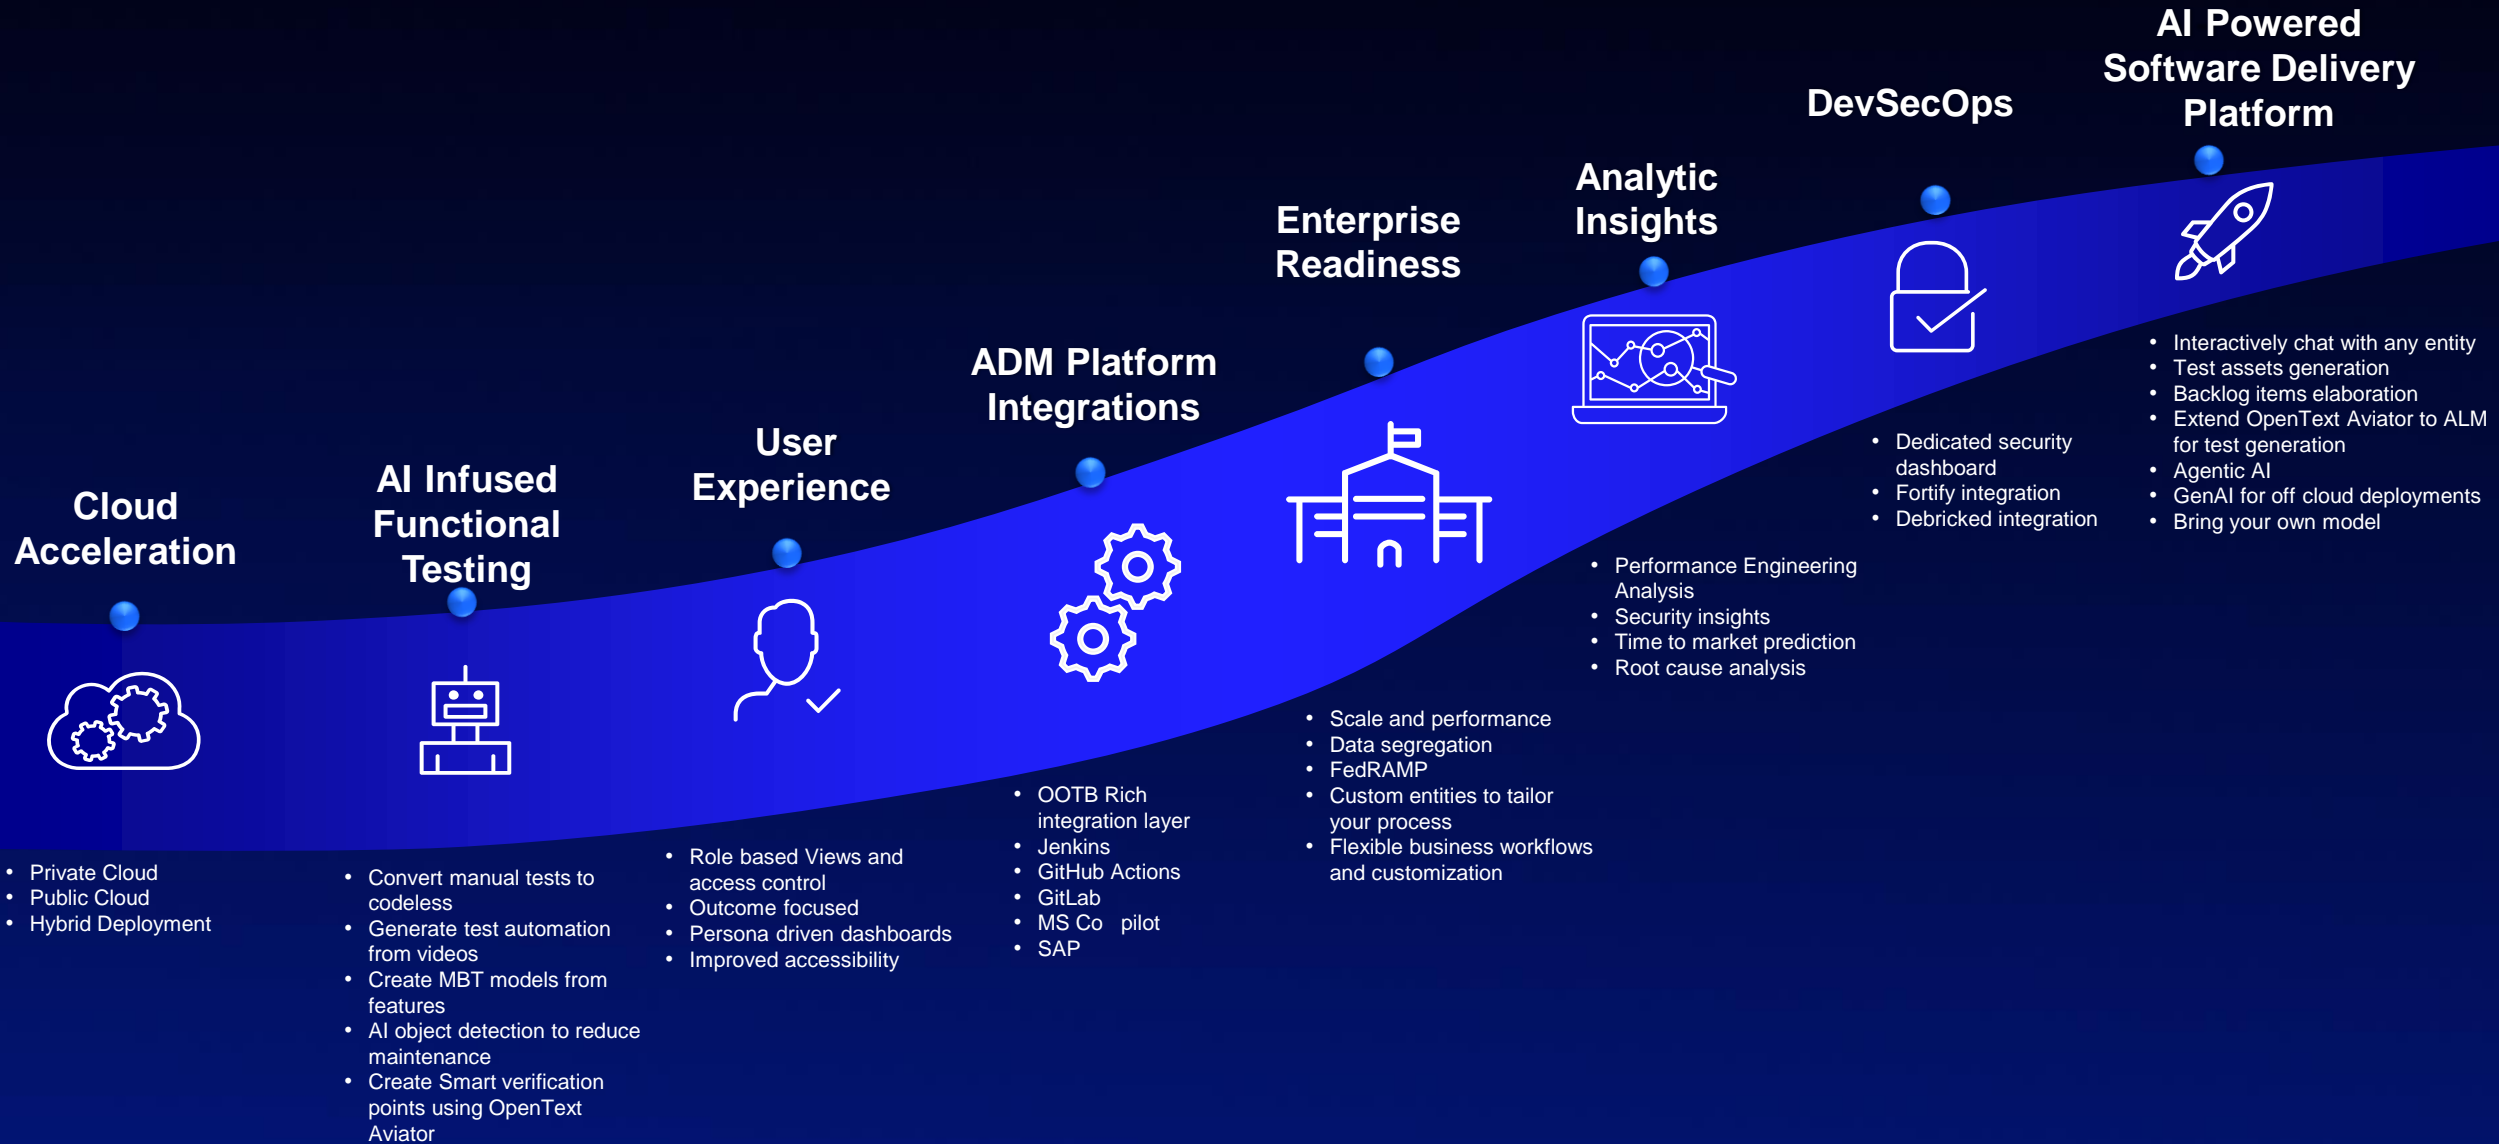 Cloud
Acceleration
• Private Cloud
• Public Cloud
• Hybrid Deployment
AI Infused
Functional
Testing
• Convert manual tests to
codeless
• Generate test automation
from videos
• Create MBT models from
features
• AI object detection to reduce
maintenance
• Create Smart verification
points using OpenText
Aviator
User
Experience
• Role based Views and
access control
• Outcome focused
• Persona driven dashboards
• Improved accessibility
ADM Platform
Integrations
• OOTB Rich
integration layer
• Jenkins
• GitHub Actions
• GitLab
• MS Co pilot
• SAP
Enterprise
Readiness
• Scale and performance
• Data segregation
• FedRAMP
• Custom entities to tailor
your process
• Flexible business workflows
and customization
Analytic
Insights
• Performance Engineering
Analysis
• Security insights
• Time to market prediction
• Root cause analysis
DevSecOps
• Dedicated security
dashboard
• Fortify integration
• Debricked integration
AI Powered
Software Delivery
Platform
• Interactively chat with any entity
• Test assets generation
• Backlog items elaboration
• Extend OpenText Aviator to ALM
for test generation
• Agentic AI
• GenAI for off cloud deployments
• Bring your own model